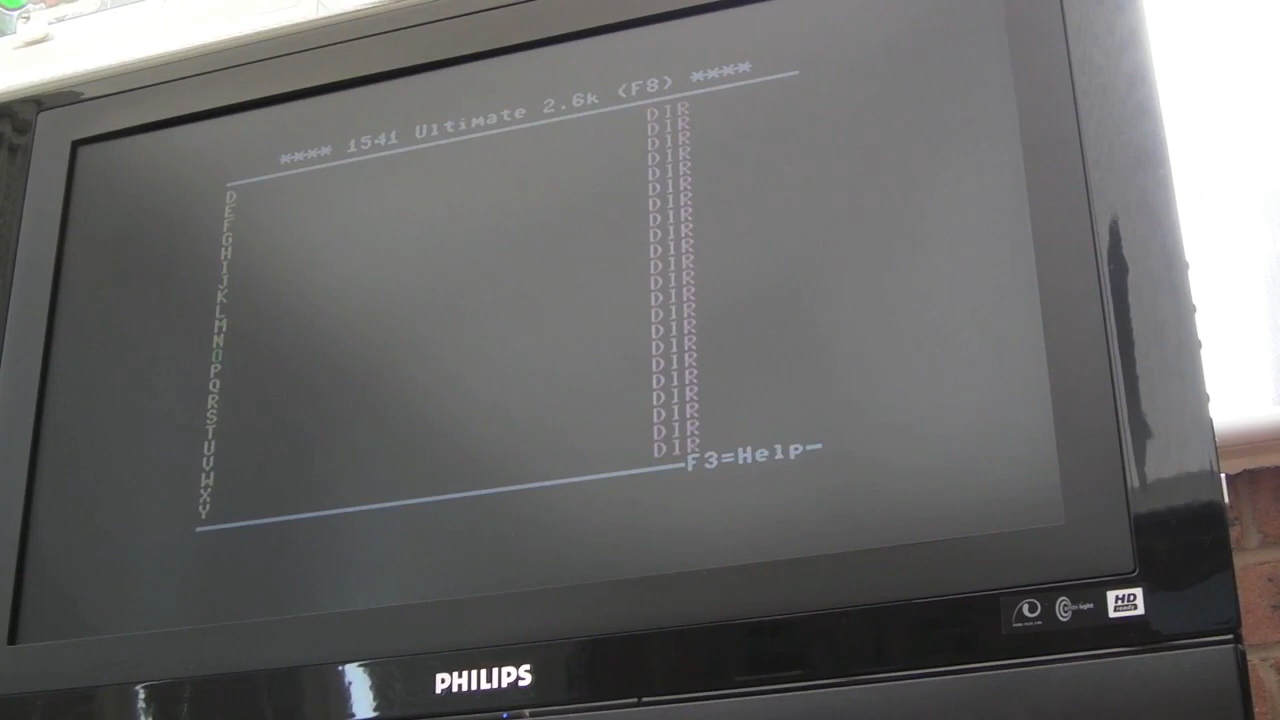 **** 1541 Ultimate 2.6k (F8) ****
D DIR
E DIR
F DIR
G DIR
H DIR
I DIR
J DIR
K DIR
L DIR
M DIR
N DIR
O DIR
P DIR
Q DIR
R DIR
S DIR
T DIR
U DIR
V DIR
W DIR
X DIR
Y DIR
F3=Help
HD
ready
PHILIPS